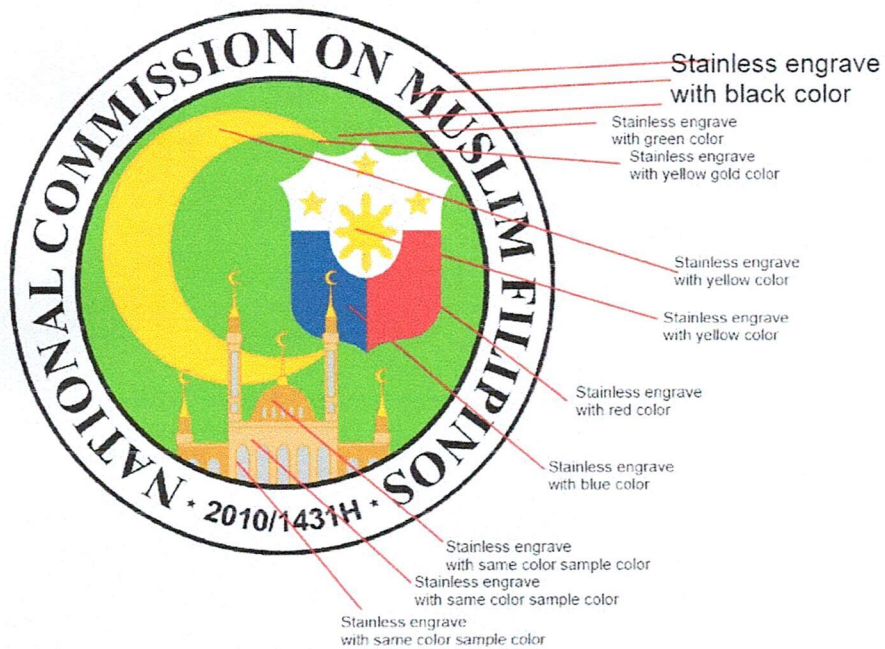 NATIONAL COMMISSION ON MUSLIM FILIPINOS
* 2010/1431H *
Stainless engrave
with black color
Stainless engrave
with green color
Stainless engrave
with yellow gold color
Stainless engrave
with yellow color
Stainless engrave
with yellow color
Stainless engrave
with red color
Stainless engrave
with blue color
Stainless engrave
with same color sample color
Stainless engrave
with same color sample color
Stainless engrave
with same color sample color